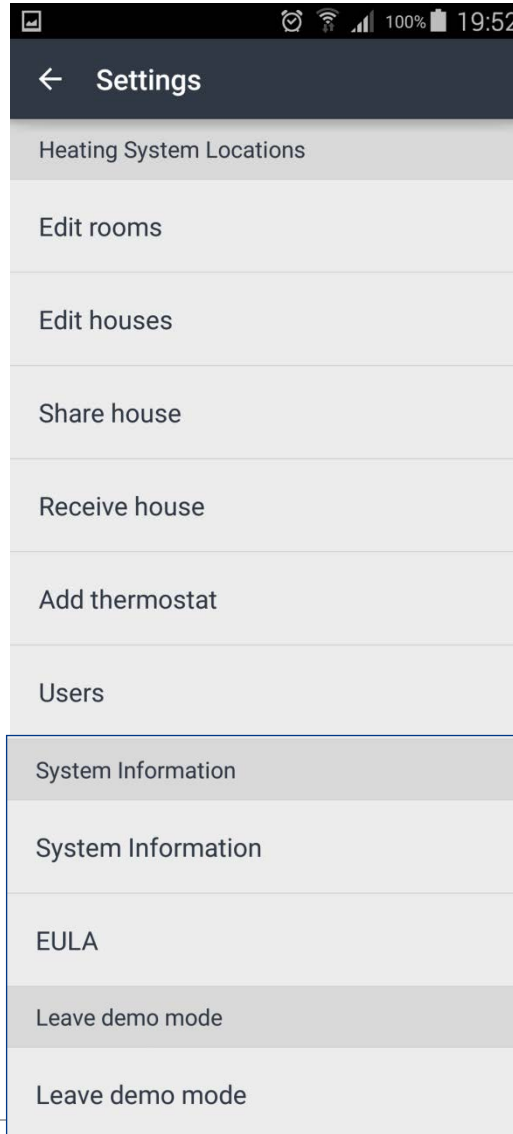 100% 19:52
← Settings
Heating System Locations
Edit rooms
Edit houses
Share house
Receive house
Add thermostat
Users
System Information
System Information
EULA
Leave demo mode
Leave demo mode